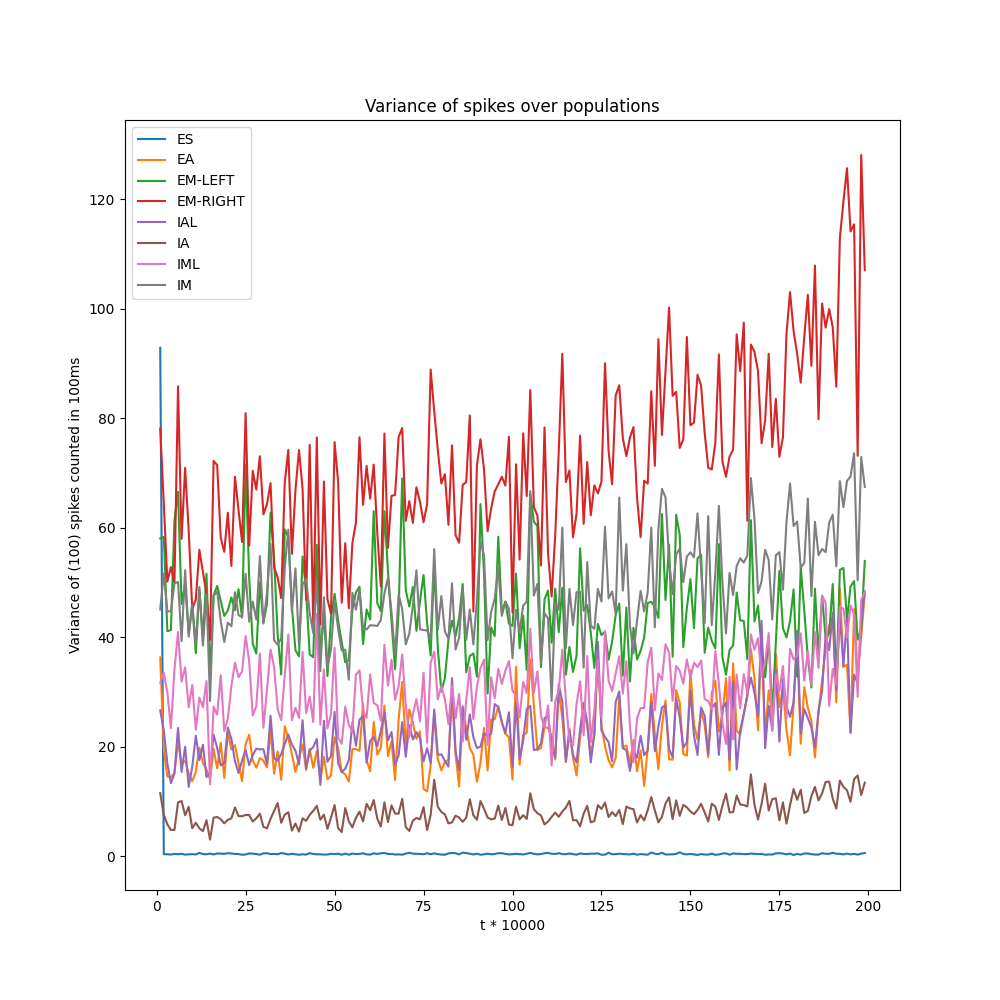 Variance of spikes over populations
ES
EA
EM-LEFT
EM-RIGHT
IAL
IA
IML
IM
Variance of (100) spikes counted in 100ms
120
100
80
60
40
20
0
0 25 50 75 100 125 150 175 200
t * 10000